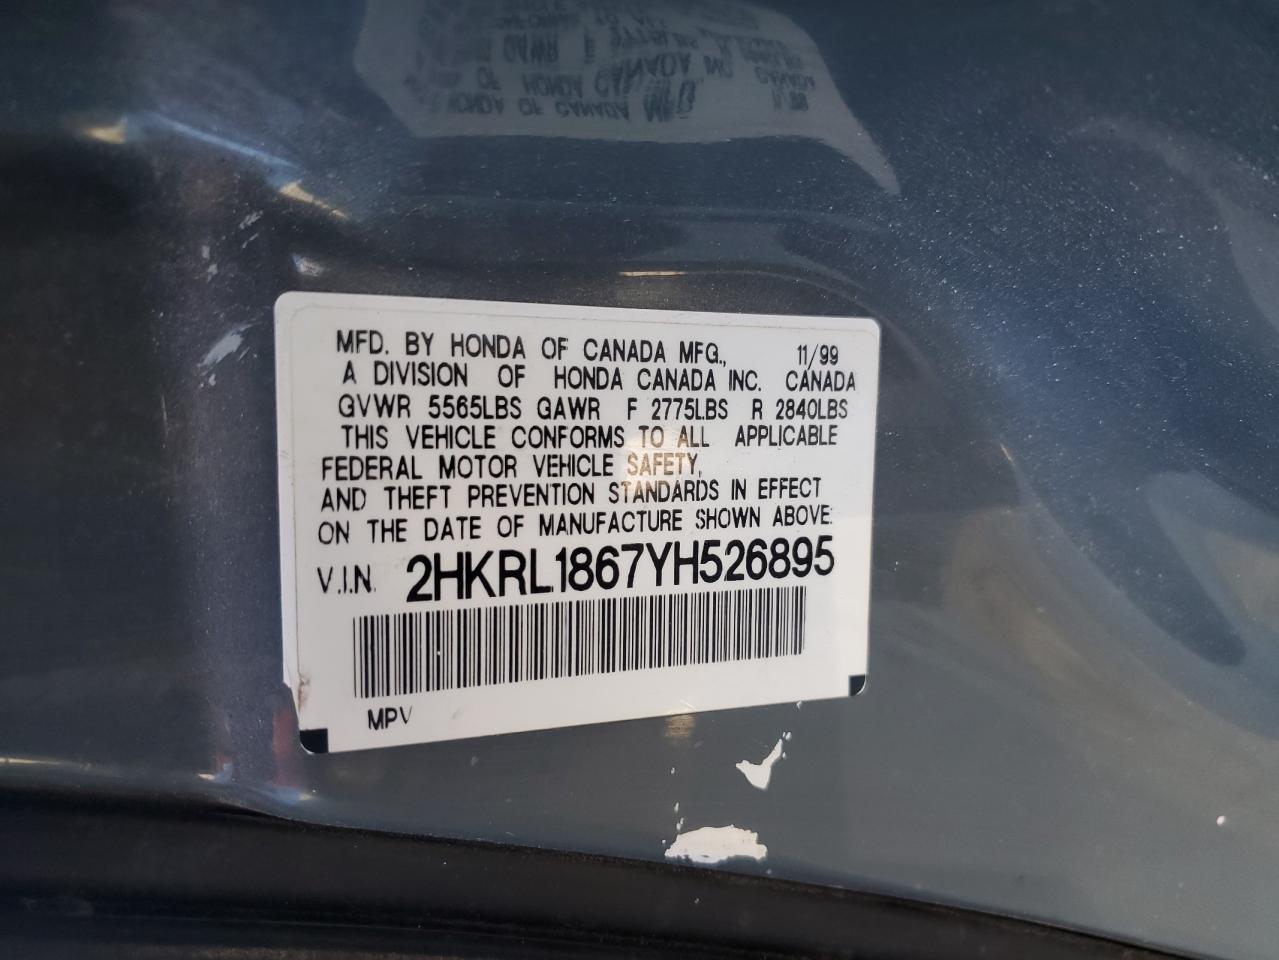 MFD. BY HONDA OF CANADA MFG., 11/99
A DIVISION OF HONDA CANADA INC. CANADA
GVWR 5565LBS GAWR F 2775LBS R 2840LBS
THIS VEHICLE CONFORMS TO ALL APPLICABLE
FEDERAL MOTOR VEHICLE SAFETY,
AND THEFT PREVENTION STANDARDS IN EFFECT
ON THE DATE OF MANUFACTURE SHOWN ABOVE.
V.I.N. 2HKRL1867YH526895
MPV